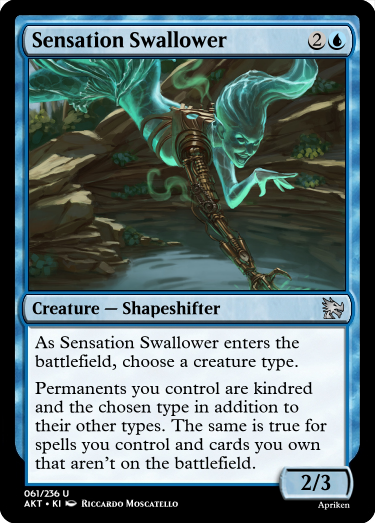 Sensation Swallower 2
Creature — Shapeshifter
As Sensation Swallower enters the
battlefield, choose a creature type.
Permanents you control are kindred
and the chosen type in addition to
their other types. The same is true for
spells you control and cards you own
that aren't on the battlefield.
2/3
061/236 U
AKT • KI Riccardo Moscatello
Apriken